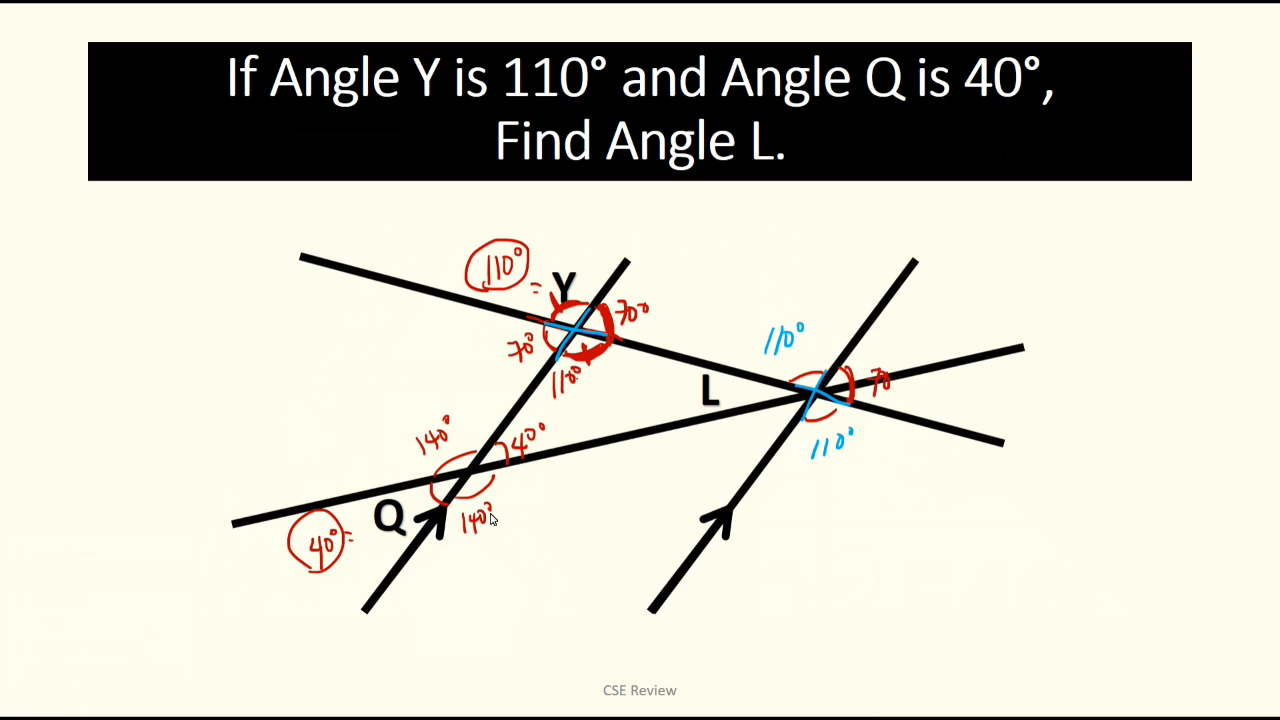 If Angle Y is 110° and Angle Q is 40°,
Find Angle L.
110° =
Y
70°
70°
110°
110°
L
70
110°
140°
40°
Q
140°
40° =
CSE Review